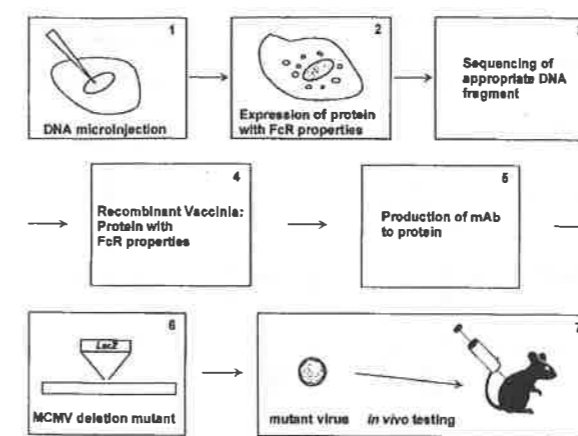 1
DNA microinjection
2
Expression of protein
with FcR properties
Sequencing of
appropriate DNA
fragment
4
Recombinant Vaccinia:
Protein with
FcR properties
5
Production of mAb
to protein
6
LacZ
MCMV deletion mutant
7
mutant virus in vivo testing